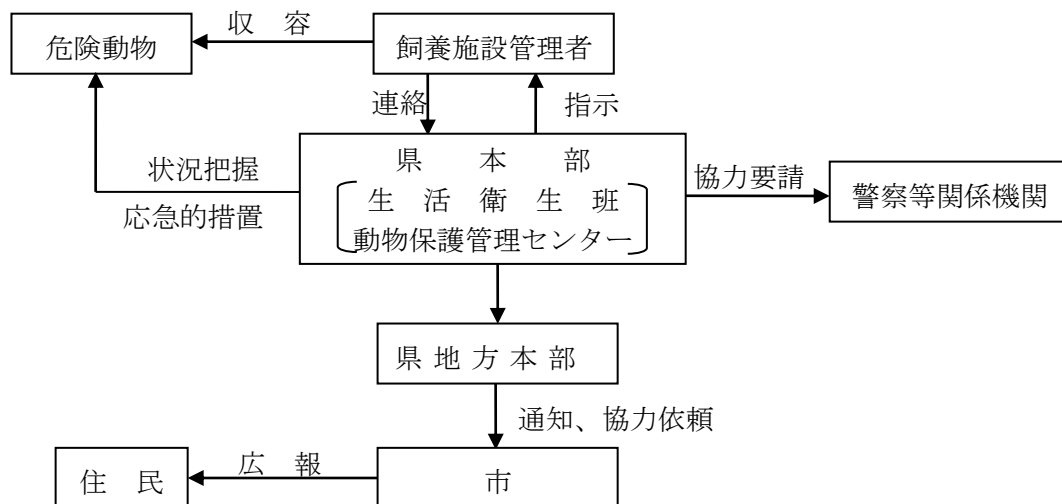 収 容
危険動物
飼養施設管理者
連絡
指示
県 本 部
生 活 衛 生 班
動物保護管理センター
状況把握
応急的措置
協力要請
警察等関係機関
県 地 方 本 部
通知、協力依頼
住 民
広 報
市